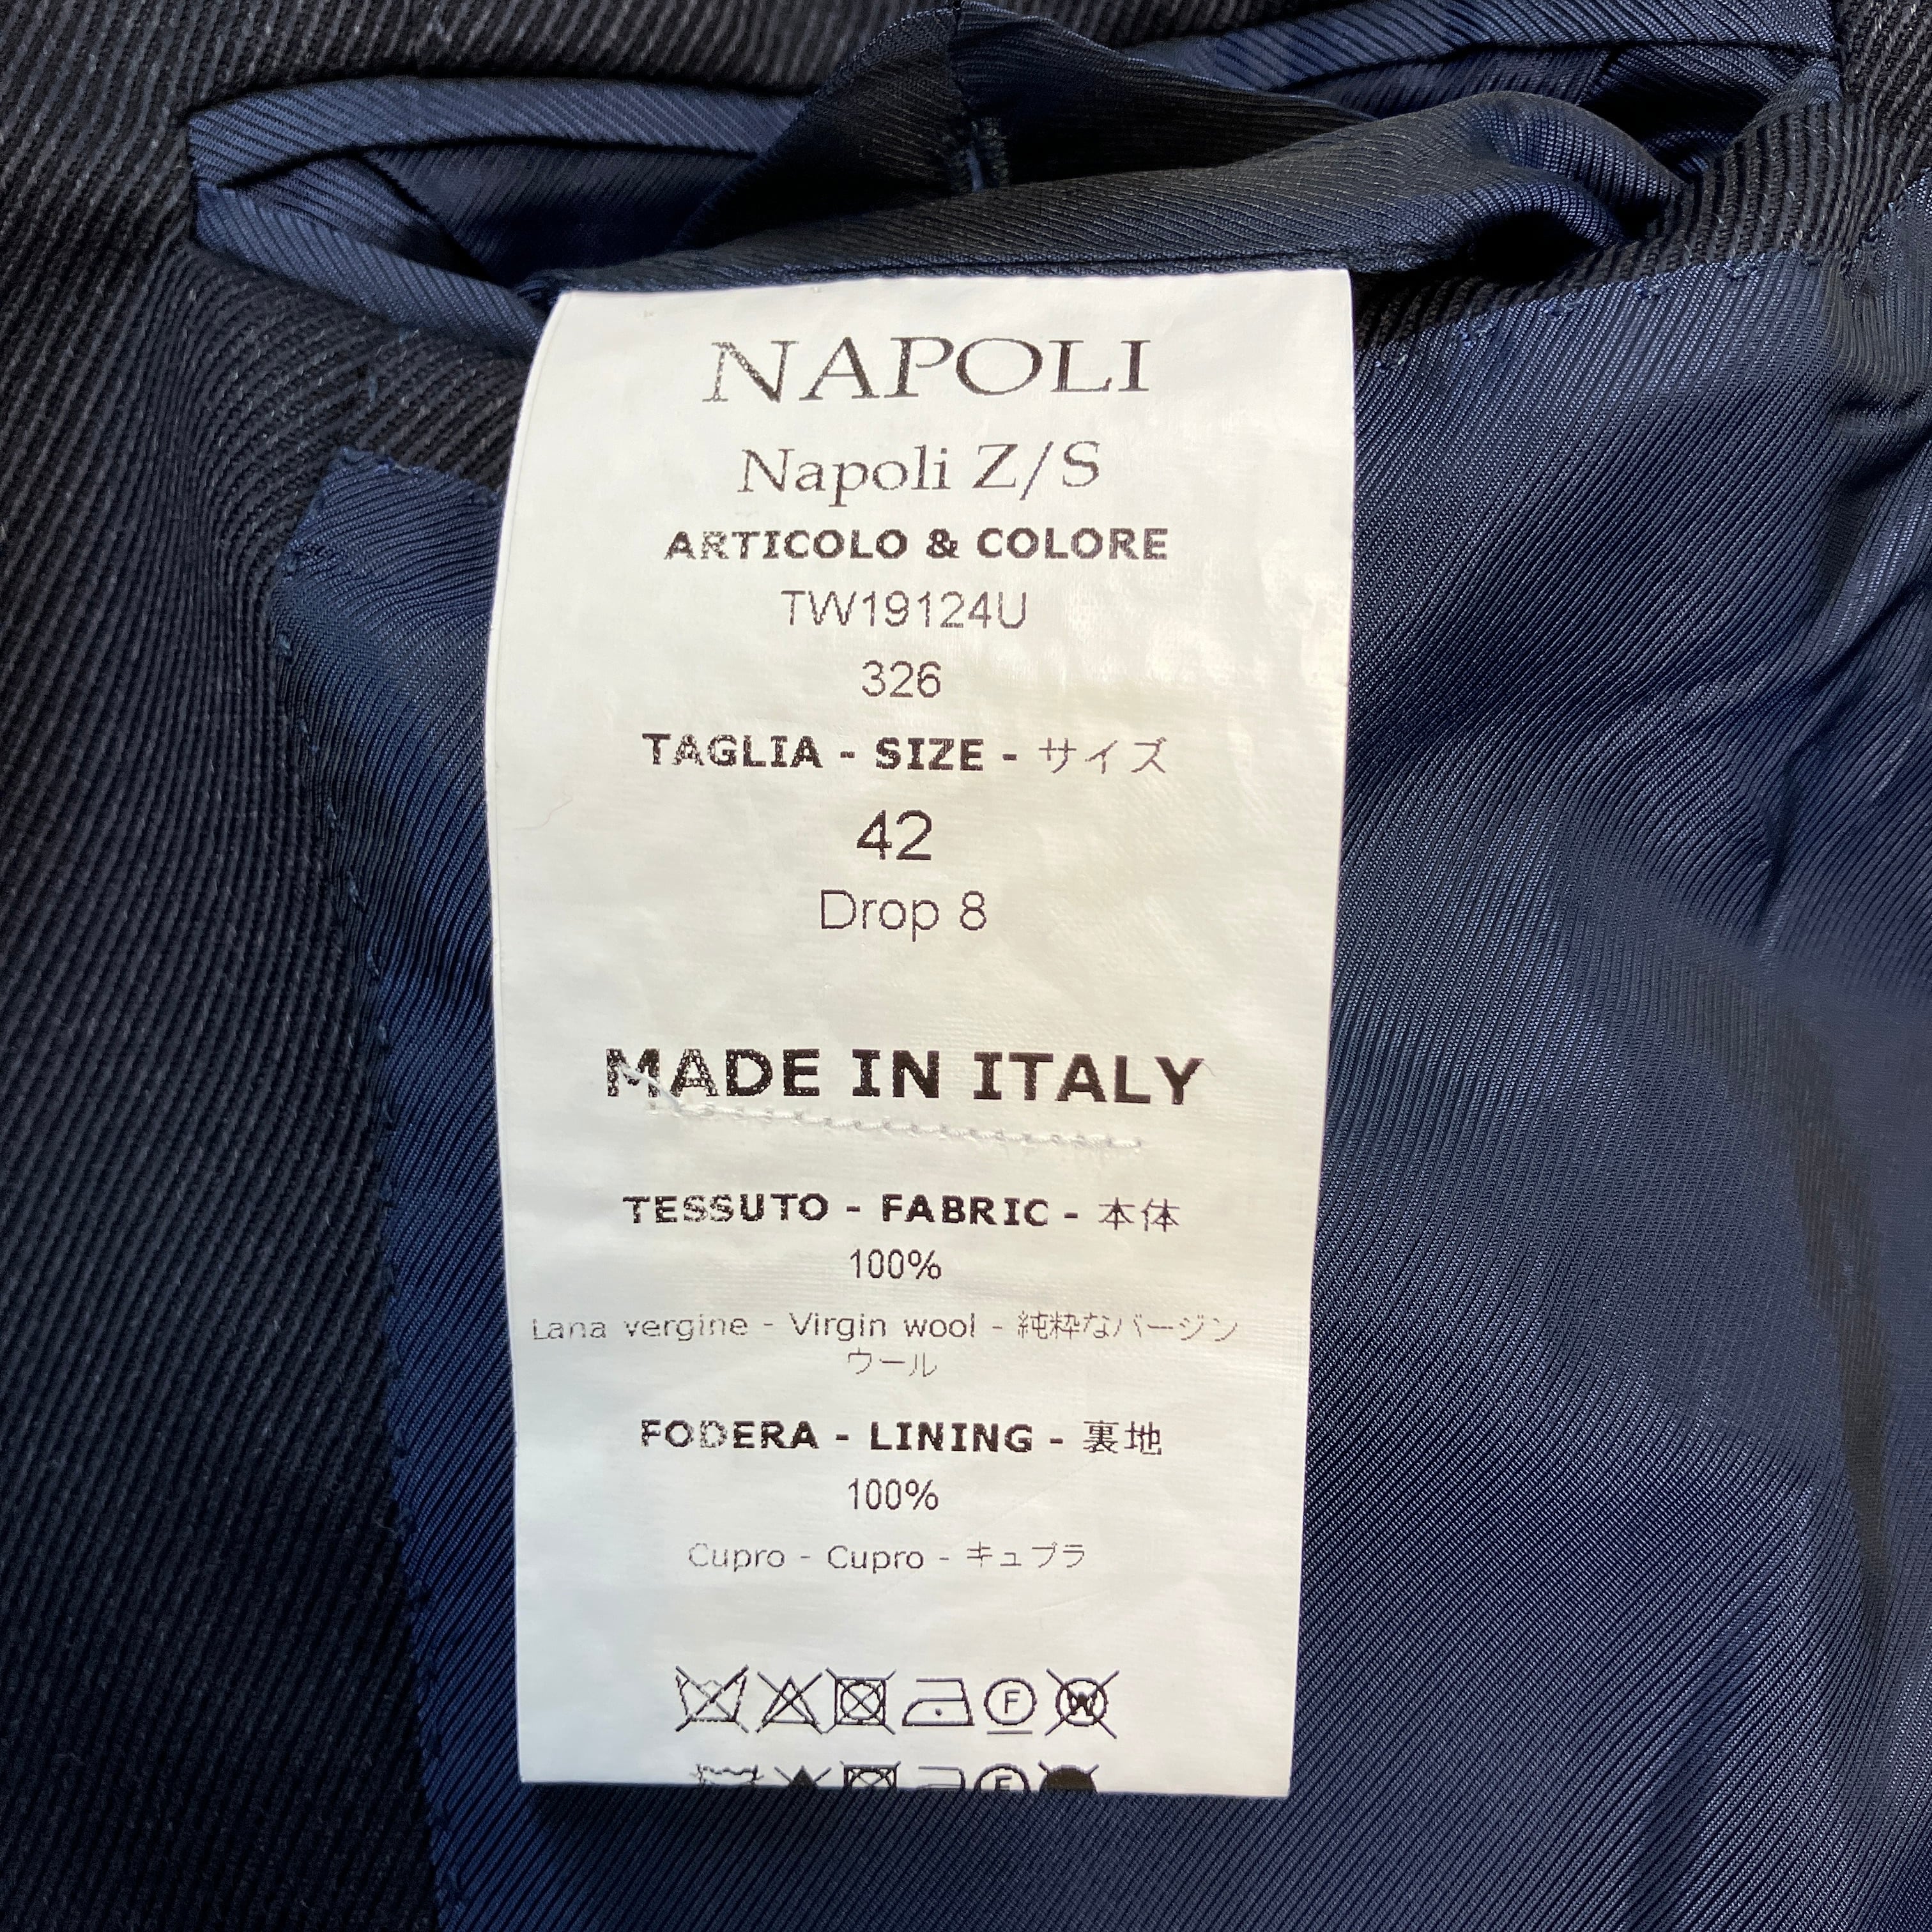 NAPOLI
Napoli Z/S
ARTICOLO & COLORE
TW19124U
326
TAGLIA - SIZE - サイズ
42
Drop 8
MADE IN ITALY
TESSUTO - FABRIC - 本体
100%
Lana vergine - Virgin wool - 純粋なバージン
ウール
FODERA - LINING - 裏地
100%
Cupro - Cupro - キュプラ
F W
F